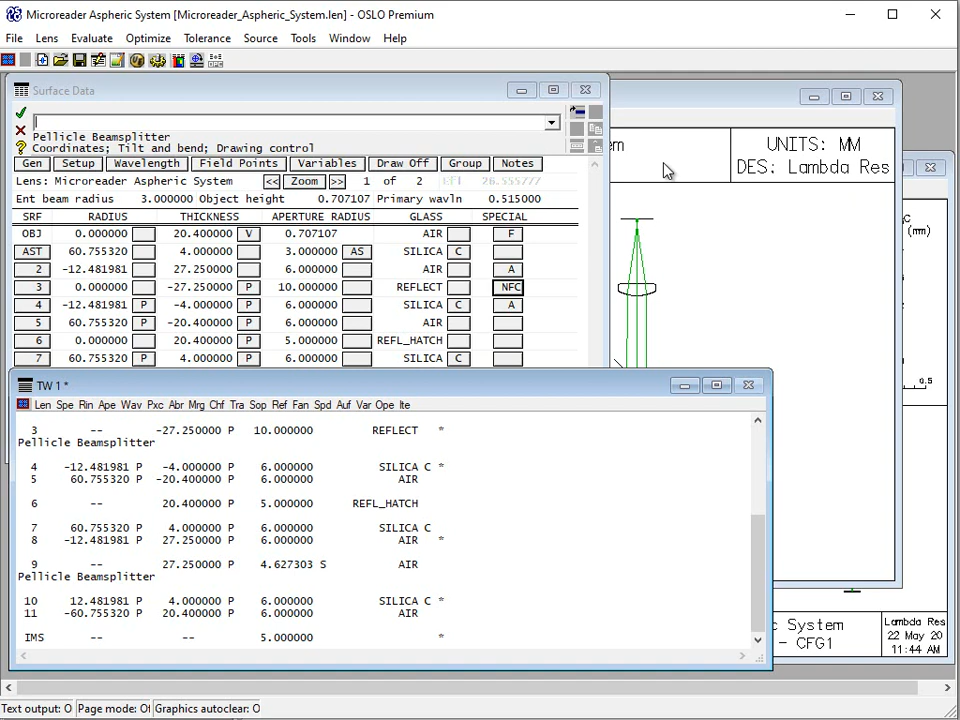 Microreader Aspheric System [Microreader_Aspheric_System.len] - OSLO Premium
File Lens Evaluate Optimize Tolerance Source Tools Window Help
Surface Data
Pellicle Beamsplitter
Coordinates; Tilt and bend; Drawing control
Gen Setup Wavelength Field Points Variables Draw Off Group Notes
Lens: Microreader Aspheric System << Zoom >> 1 of 2 Efl 26.555777
Ent beam radius 3.000000 Object height 0.707107 Primary wavln 0.515000
SRF RADIUS THICKNESS APERTURE RADIUS GLASS SPECIAL
OBJ 0.000000 20.400000 V 0.707107 AIR F
AST 60.755320 4.000000 3.000000 AS SILICA C
2 -12.481981 27.250000 6.000000 AIR A
3 0.000000 -27.250000 P 10.000000 REFLECT NFC
4 -12.481981 P -4.000000 P 6.000000 SILICA C A
5 60.755320 P -20.400000 P 6.000000 AIR
6 0.000000 20.400000 P 5.000000 REFL_HATCH
7 60.755320 P 4.000000 P 6.000000 SILICA C
em UNITS: MM
DES: Lambda Res
C
(mm)
0.5
TW 1 *
Len Spe Rin Ape Wav Pxc Abr Mrg Chf Tra Sop Ref Fan Spd Auf Var Ope Ite
3 -- -27.250000 P 10.000000 REFLECT *
Pellicle Beamsplitter
4 -12.481981 P -4.000000 P 6.000000 SILICA C *
5 60.755320 P -20.400000 P 6.000000 AIR
6 -- 20.400000 P 5.000000 REFL_HATCH
7 60.755320 P 4.000000 P 6.000000 SILICA C
8 -12.481981 P 27.250000 P 6.000000 AIR *
9 -- 27.250000 P 4.627303 S AIR
Pellicle Beamsplitter
10 12.481981 P 4.000000 P 6.000000 SILICA C *
11 -60.755320 P 20.400000 P 6.000000 AIR
IMS -- -- 5.000000 *
c System
- CFG1
Lambda Res
22 May 20
11:44 AM
Text output: O Page mode: Of Graphics autoclear: O